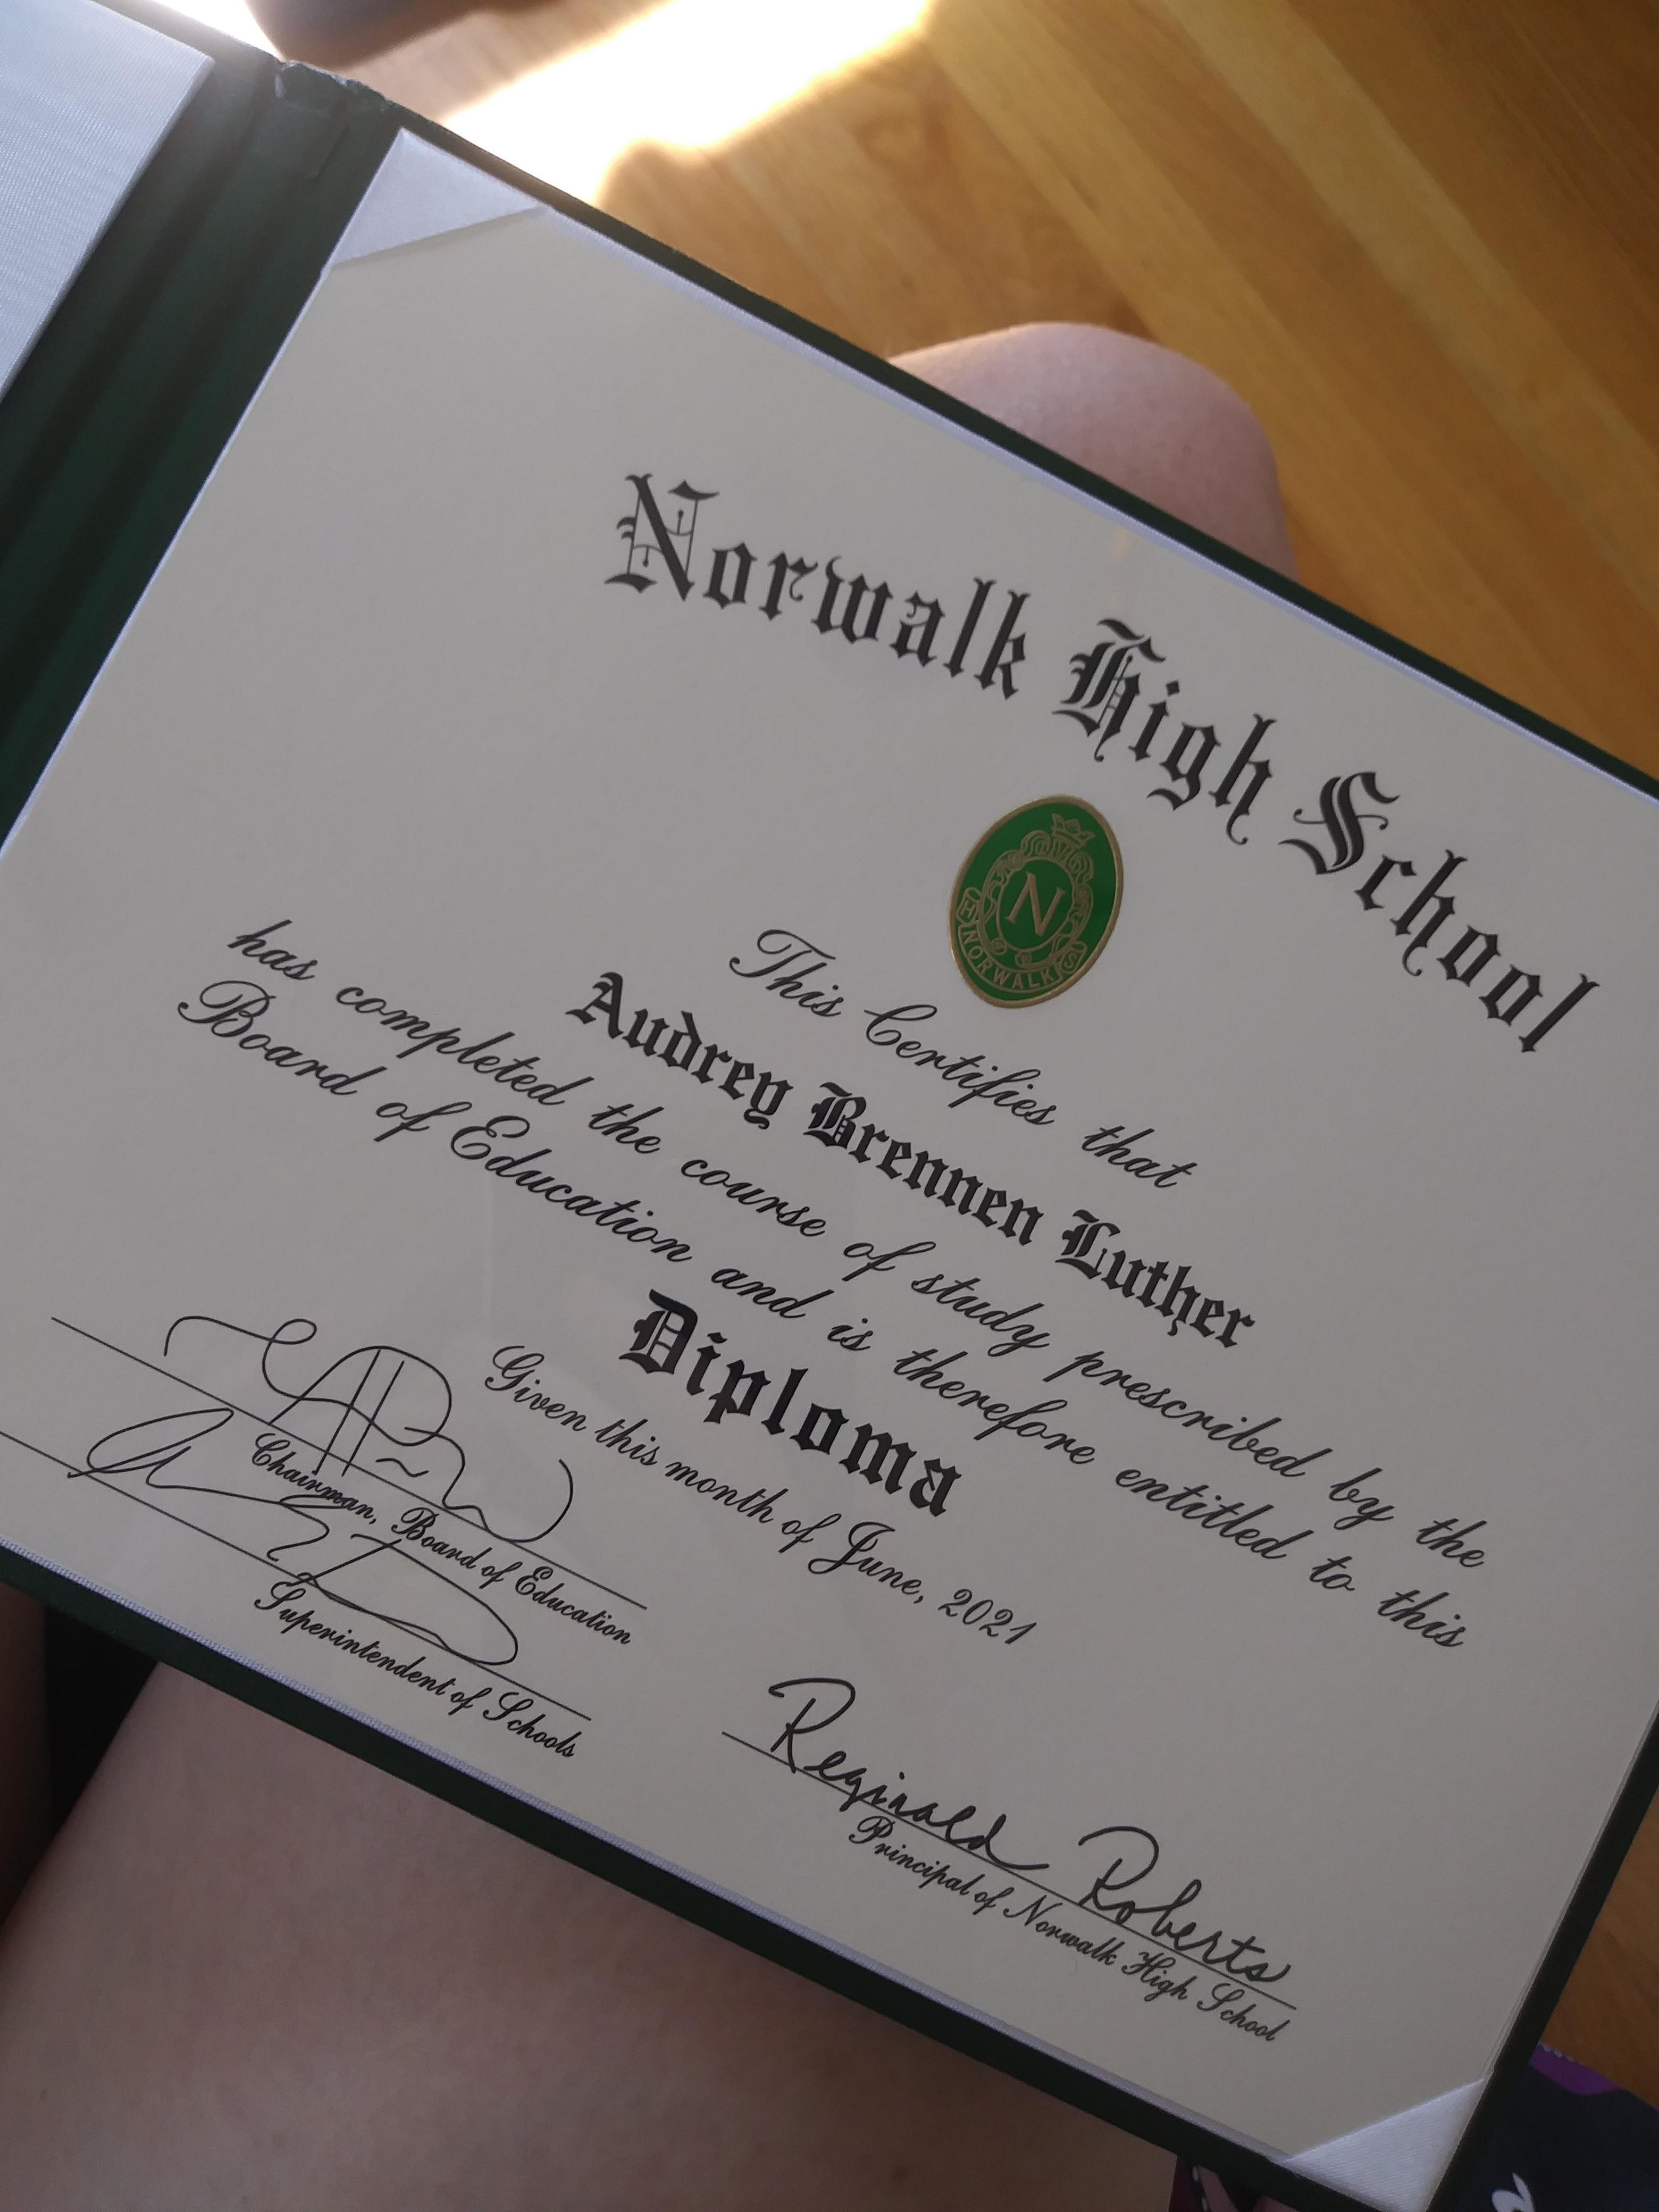 Norwalk High School
N
NORWALK
This Certifies that
Audrey Brennen Luther
has completed the course of study prescribed by the
Board of Education and is therefore entitled to this
Diploma
Given this month of June, 2021
Chairman, Board of Education
Superintendent of Schools
Reginald Roberts
Principal of Norwalk High School